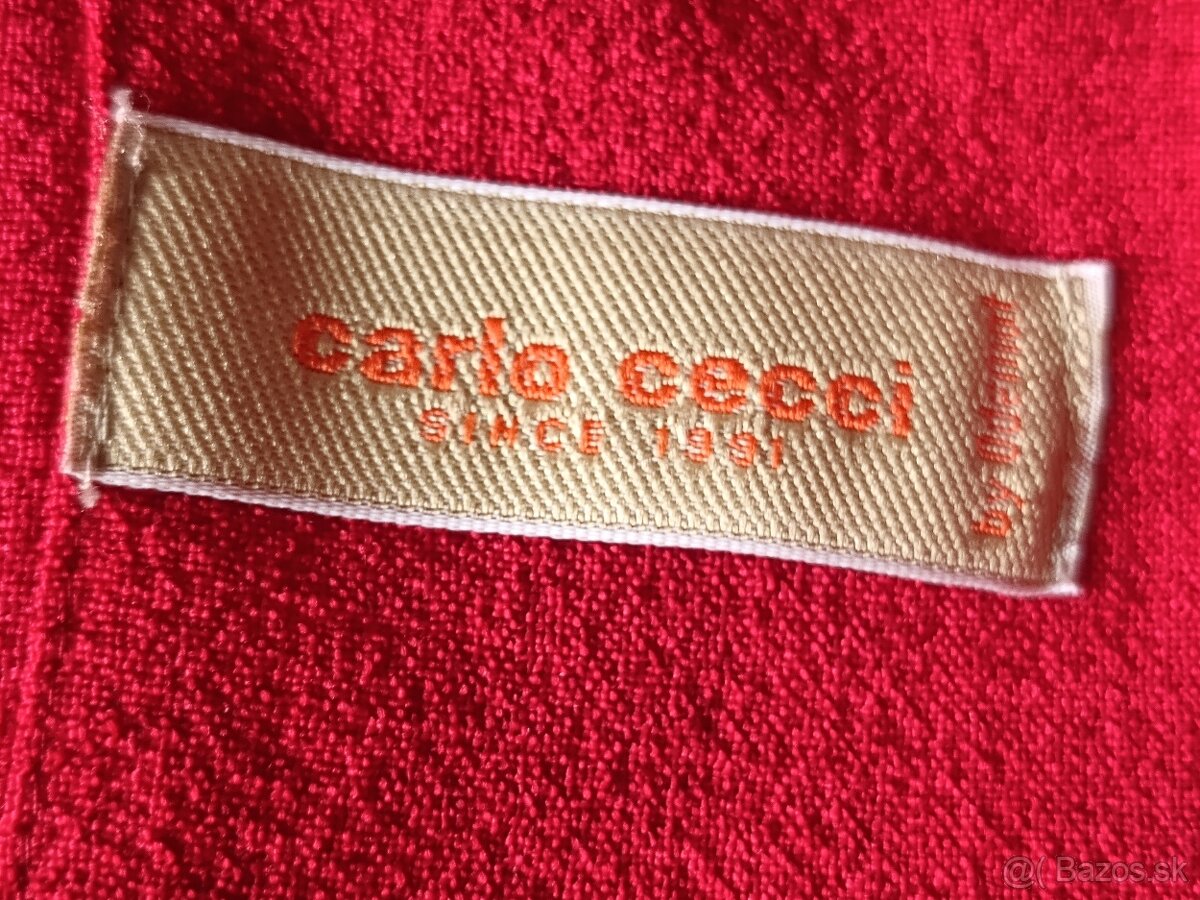 carlo cecci
SINCE 1991
by
@( Bazos.sk